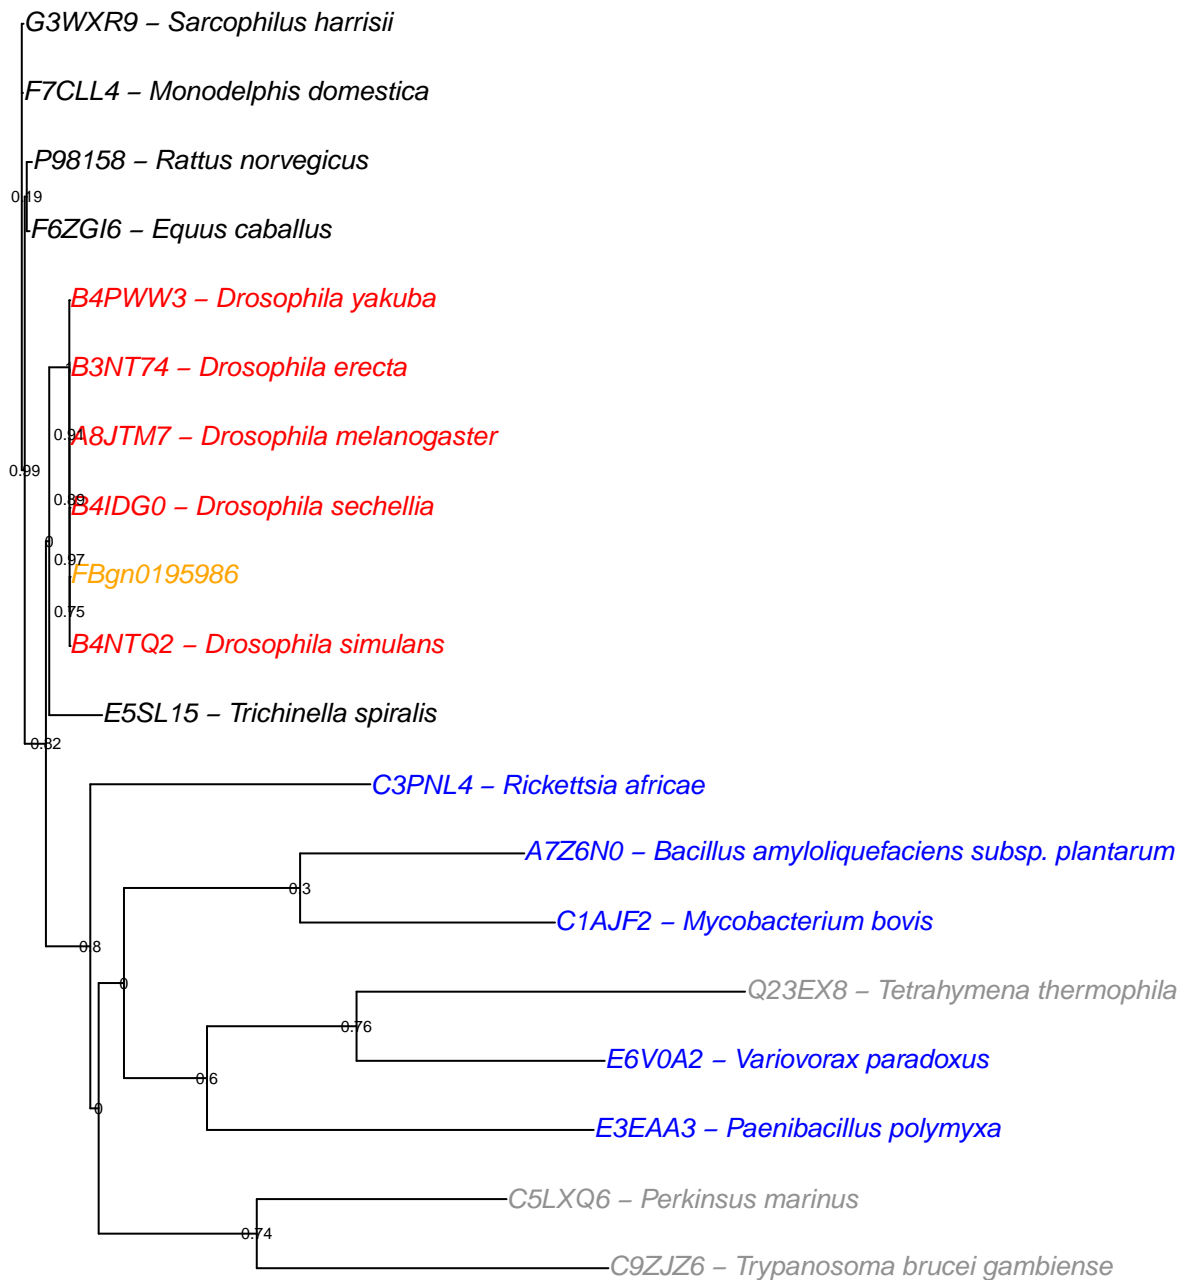 G3WXR9 – Sarcophilus harrisii
F7CLL4 – Monodelphis domestica
P98158 – Rattus norvegicus
0.19
F6ZGI6 – Equus caballus
B4PWW3 – Drosophila yakuba
B3NT74 – Drosophila erecta
0.91
A8JTM7 – Drosophila melanogaster
0.99
0.89
B4IDG0 – Drosophila sechellia
0
0.97
FBgn0195986
0.75
B4NTQ2 – Drosophila simulans
E5SL15 – Trichinella spiralis
0.82
C3PNL4 – Rickettsia africae
A7Z6N0 – Bacillus amyloliquefaciens subsp. plantarum
0.3
C1AJF2 – Mycobacterium bovis
0.8
0
Q23EX8 – Tetrahymena thermophila
0.76
E6V0A2 – Variovorax paradoxus
0.6
0
E3EAA3 – Paenibacillus polymyxa
C5LXQ6 – Perkinsus marinus
0.74
C9ZJZ6 – Trypanosoma brucei gambiense